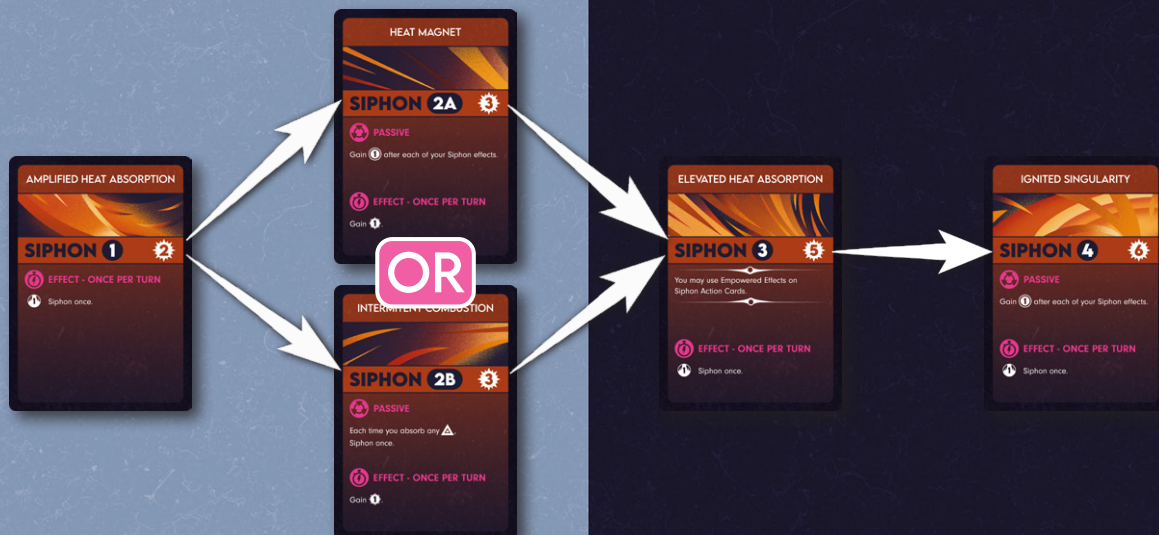 AMPLIFIED HEAT ABSORPTION
SIPHON 1 2
EFFECT - ONCE PER TURN
Siphon once.
HEAT MAGNET
SIPHON 2A 3
PASSIVE
Gain 1 after each of your Siphon effects.
EFFECT - ONCE PER TURN
Gain 1.
OR
INTERMITENT COMBUSTION
SIPHON 2B 3
PASSIVE
Each time you absorb any
Siphon once.
EFFECT - ONCE PER TURN
Gain 1.
ELEVATED HEAT ABSORPTION
SIPHON 3 5
You may use Empowered Effects on
Siphon Action Cards.
EFFECT - ONCE PER TURN
Siphon once.
IGNITED SINGULARITY
SIPHON 4 6
PASSIVE
Gain 1 after each of your Siphon effects.
EFFECT - ONCE PER TURN
Siphon once.